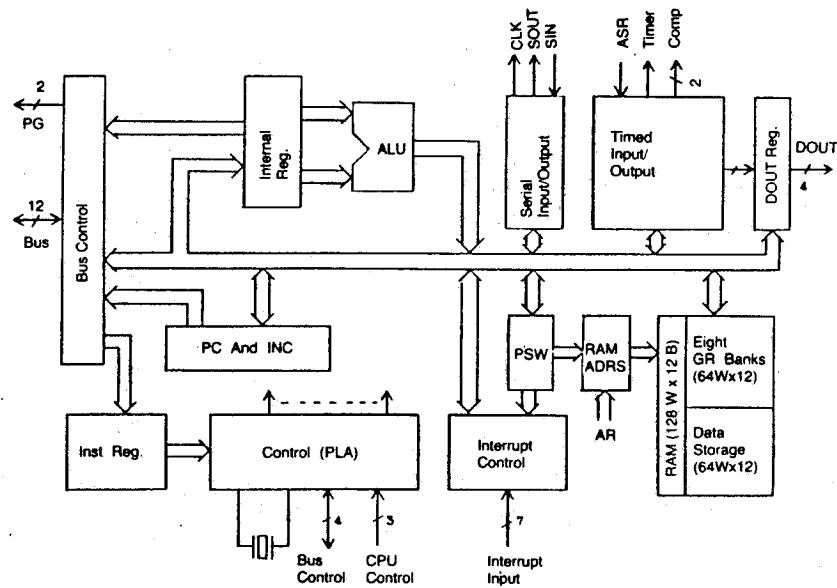 CLK
SOUT
SIN
ASR
Timer
Comp
2
2
PG
12
Bus
Bus Control
Internal
Reg.
ALU
Serial
Input/Output
Timed
Input/
Output
DOUT Reg.
DOUT
4
PC And INC
PSW
RAM
ADRS
AR
RAM (128 W x 12 B)
Eight
GR Banks
(64Wx12)
Data
Storage
(64Wx12)
Inst Reg.
Control (PLA)
Interrupt
Control
4
3
7
Bus
Control
CPU
Control
Interrupt
Input